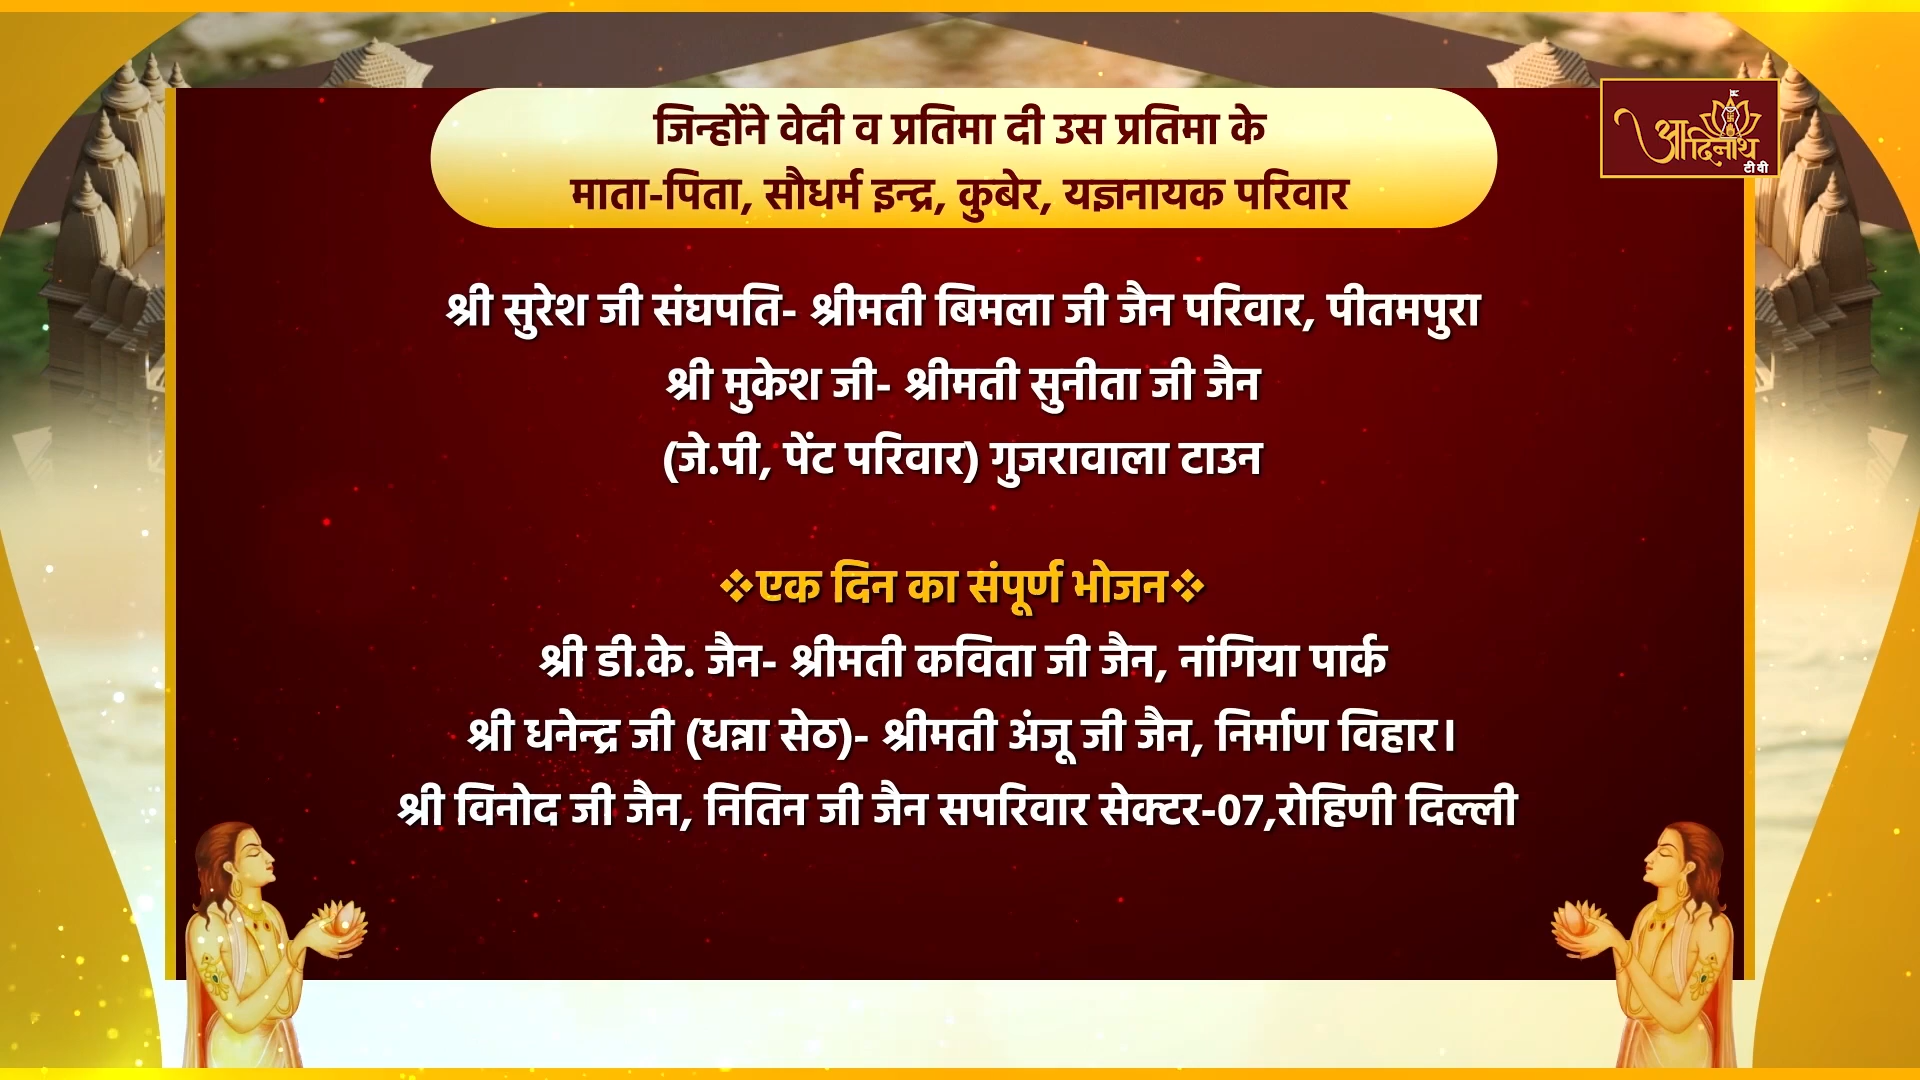 जिन्होंने वेदी व प्रतिमा दी उस प्रतिमा के
माता-पिता, सौधर्म इन्द्र, कुबेर, यज्ञनायक परिवार
आदिनाथ
टीवी
श्री सुरेश जी संघपति- श्रीमती बिमला जी जैन परिवार, पीतमपुरा
श्री मुकेश जी- श्रीमती सुनीता जी जैन
(जे.पी, पेंट परिवार) गुजरावाला टाउन
❖एक दिन का संपूर्ण भोजन❖
श्री डी.के. जैन- श्रीमती कविता जी जैन, नांगिया पार्क
श्री धनेन्द्र जी (धन्ना सेठ)- श्रीमती अंजू जी जैन, निर्माण विहार।
श्री विनोद जी जैन, नितिन जी जैन सपरिवार सेक्टर-07,रोहिणी दिल्ली